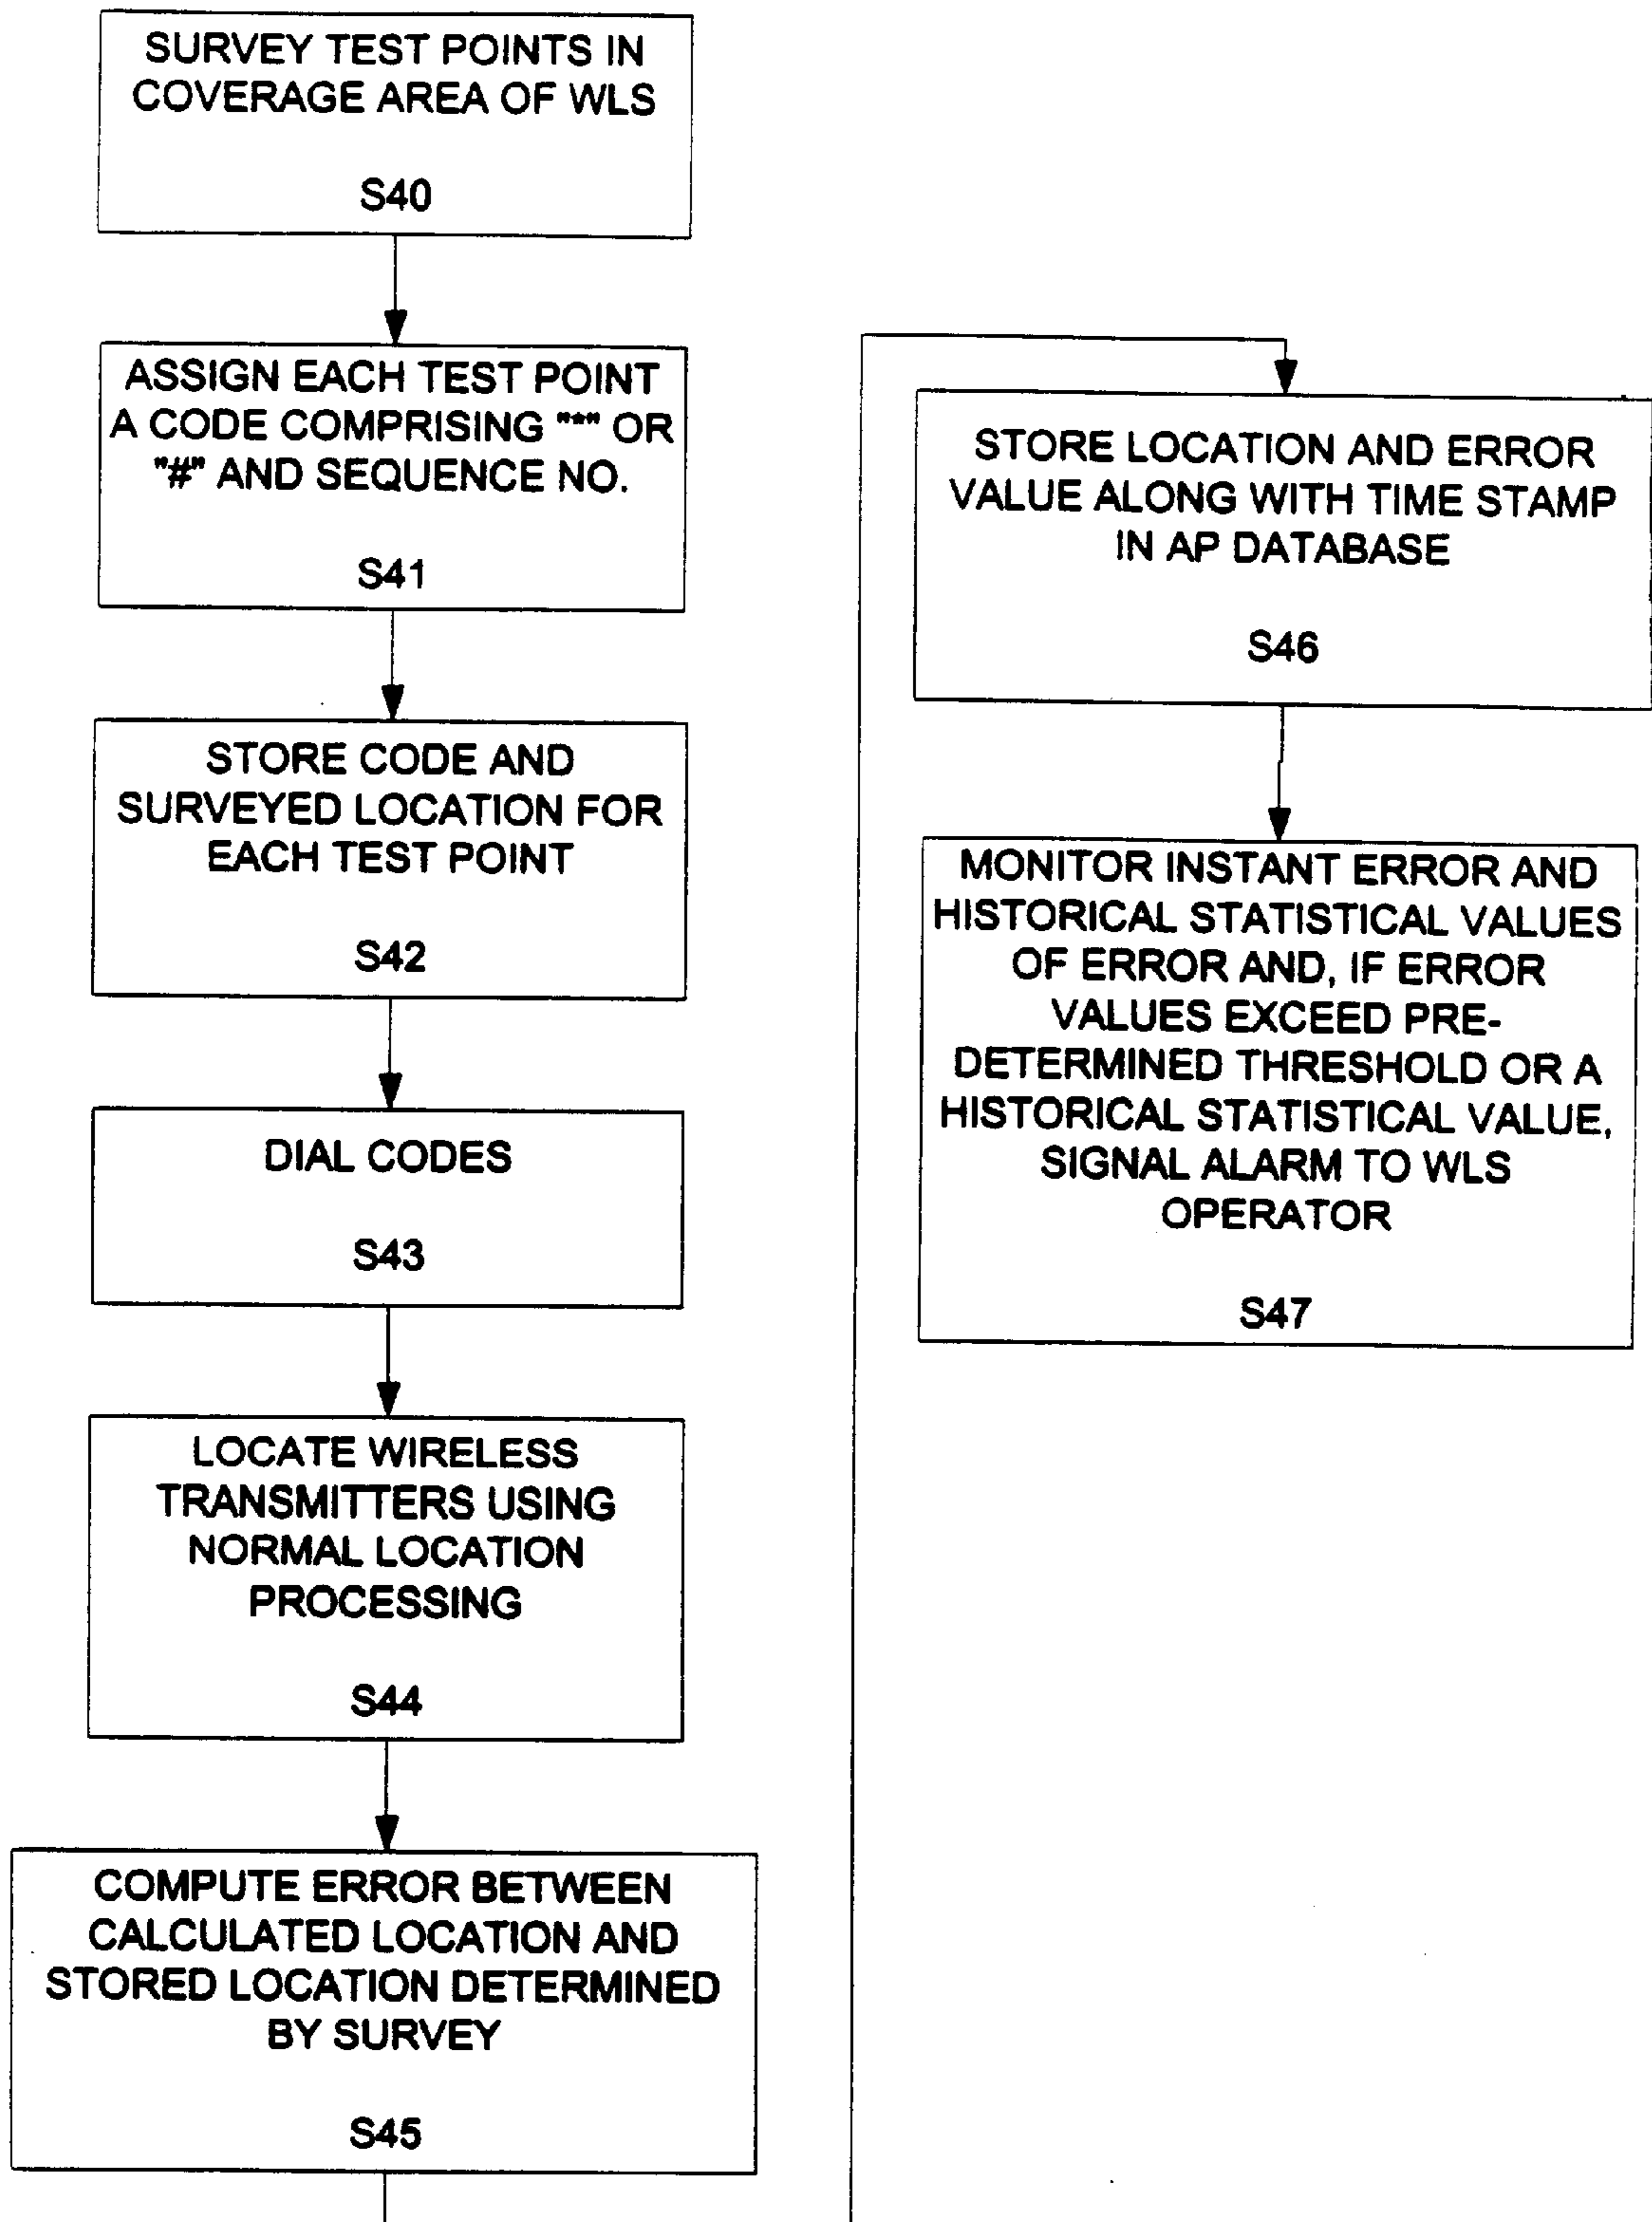 SURVEY TEST POINTS IN
COVERAGE AREA OF WLS
S40
ASSIGN EACH TEST POINT
A CODE COMPRISING "*" OR
"#" AND SEQUENCE NO.
S41
STORE CODE AND
SURVEYED LOCATION FOR
EACH TEST POINT
S42
DIAL CODES
S43
LOCATE WIRELESS
TRANSMITTERS USING
NORMAL LOCATION
PROCESSING
S44
COMPUTE ERROR BETWEEN
CALCULATED LOCATION AND
STORED LOCATION DETERMINED
BY SURVEY
S45
STORE LOCATION AND ERROR
VALUE ALONG WITH TIME STAMP
IN AP DATABASE
S46
MONITOR INSTANT ERROR AND
HISTORICAL STATISTICAL VALUES
OF ERROR AND, IF ERROR
VALUES EXCEED PRE-
DETERMINED THRESHOLD OR A
HISTORICAL STATISTICAL VALUE,
SIGNAL ALARM TO WLS
OPERATOR
S47